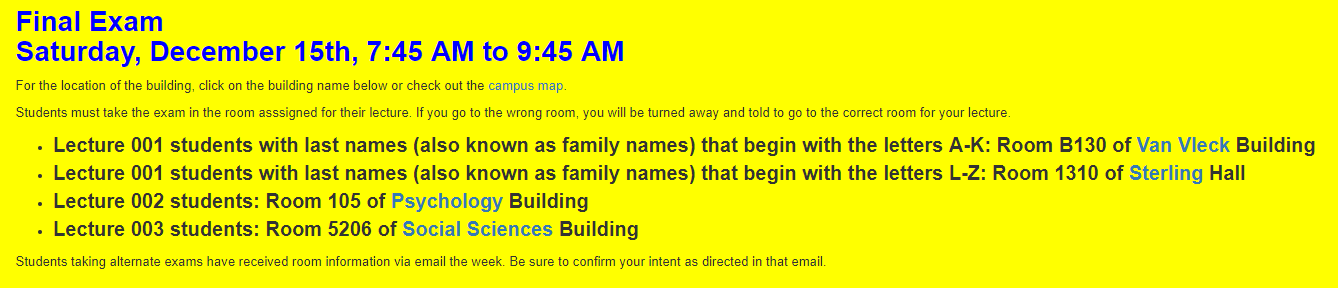 Final Exam
Saturday, December 15th, 7:45 AM to 9:45 AM
For the location of the building, click on the building name below or check out the campus map.
Students must take the exam in the room asssigned for their lecture. If you go to the wrong room, you will be turned away and told to go to the correct room for your lecture.
• Lecture 001 students with last names (also known as family names) that begin with the letters A-K: Room B130 of Van Vleck Building
• Lecture 001 students with last names (also known as family names) that begin with the letters L-Z: Room 1310 of Sterling Hall
• Lecture 002 students: Room 105 of Psychology Building
• Lecture 003 students: Room 5206 of Social Sciences Building
Students taking alternate exams have received room information via email the week. Be sure to confirm your intent as directed in that email.